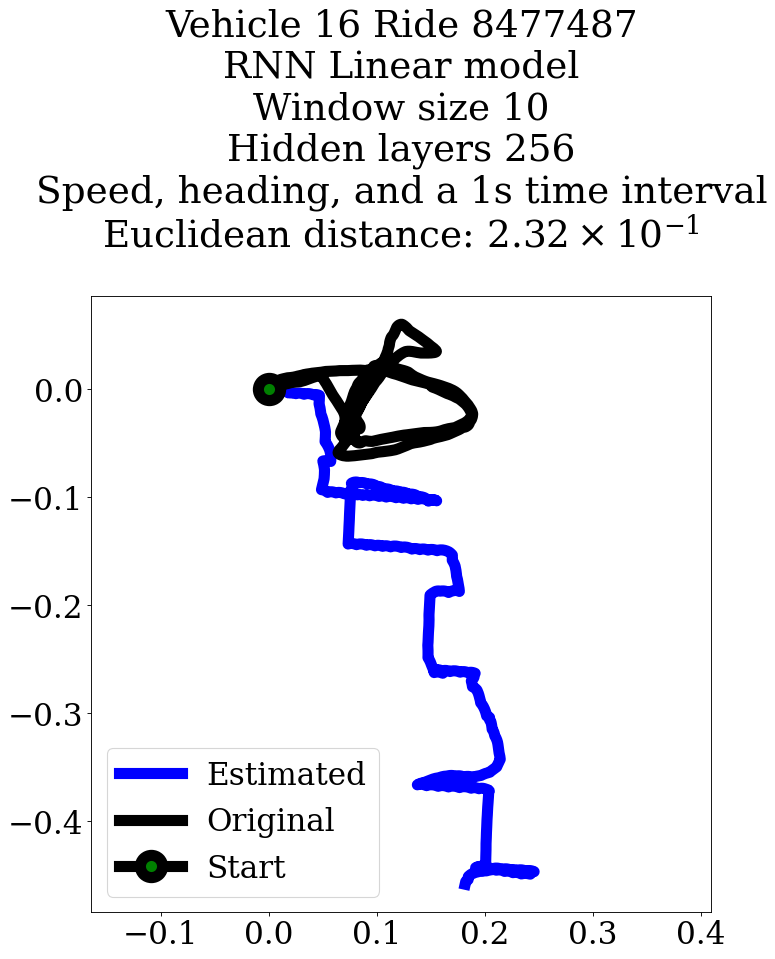 Vehicle 16 Ride 8477487
RNN Linear model
Window size 10
Hidden layers 256
Speed, heading, and a 1s time interval
Euclidean distance: 2.32 × 10⁻¹
0.0
−0.1
−0.2
−0.3
−0.4
Estimated
Original
Start
−0.1 0.0 0.1 0.2 0.3 0.4